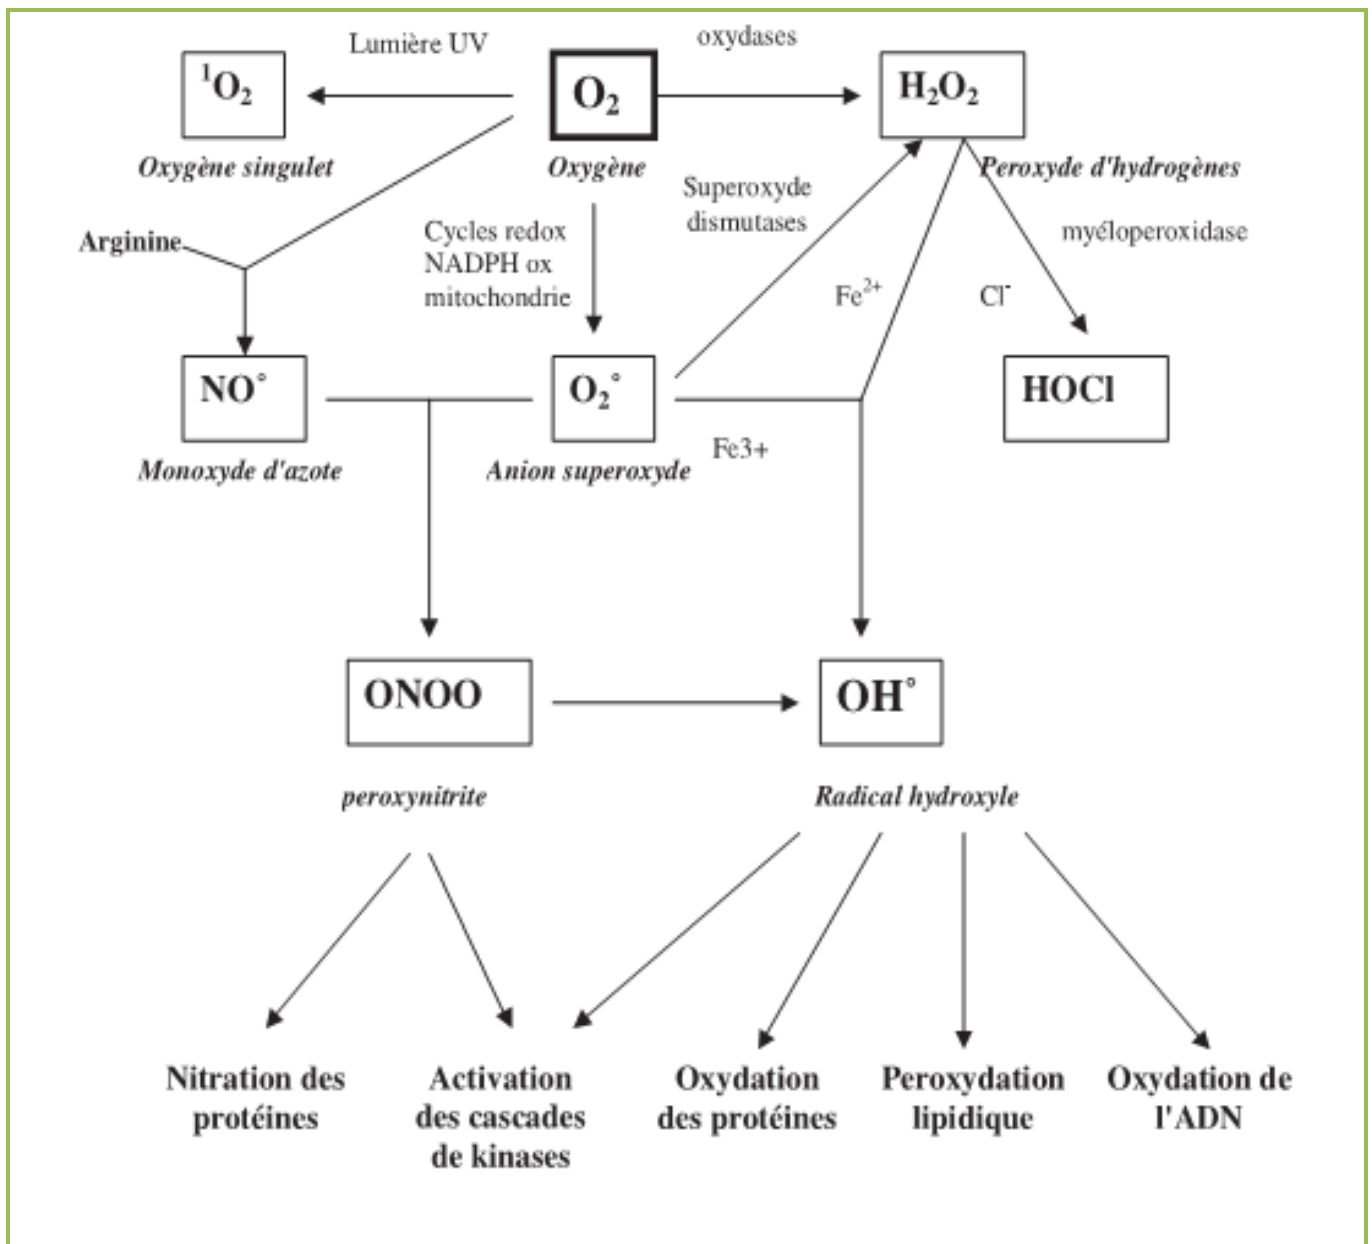 Lumière UV
oxydases
¹O₂
O₂
H₂O₂
Oxygène singulet
Oxygène
Peroxyde d'hydrogènes
Superoxyde
dismutases
Arginine
Cycles redox
NADPH ox
mitochondrie
myéloperoxidase
Fe²⁺
Cl⁻
NO°
O₂°
HOCl
Monoxyde d'azote
Anion superoxyde
Fe3+
ONOO
OH°
peroxynitrite
Radical hydroxyle
Nitration des
protéines
Activation
des cascades
de kinases
Oxydation
des protéines
Peroxydation
lipidique
Oxydation de
l'ADN